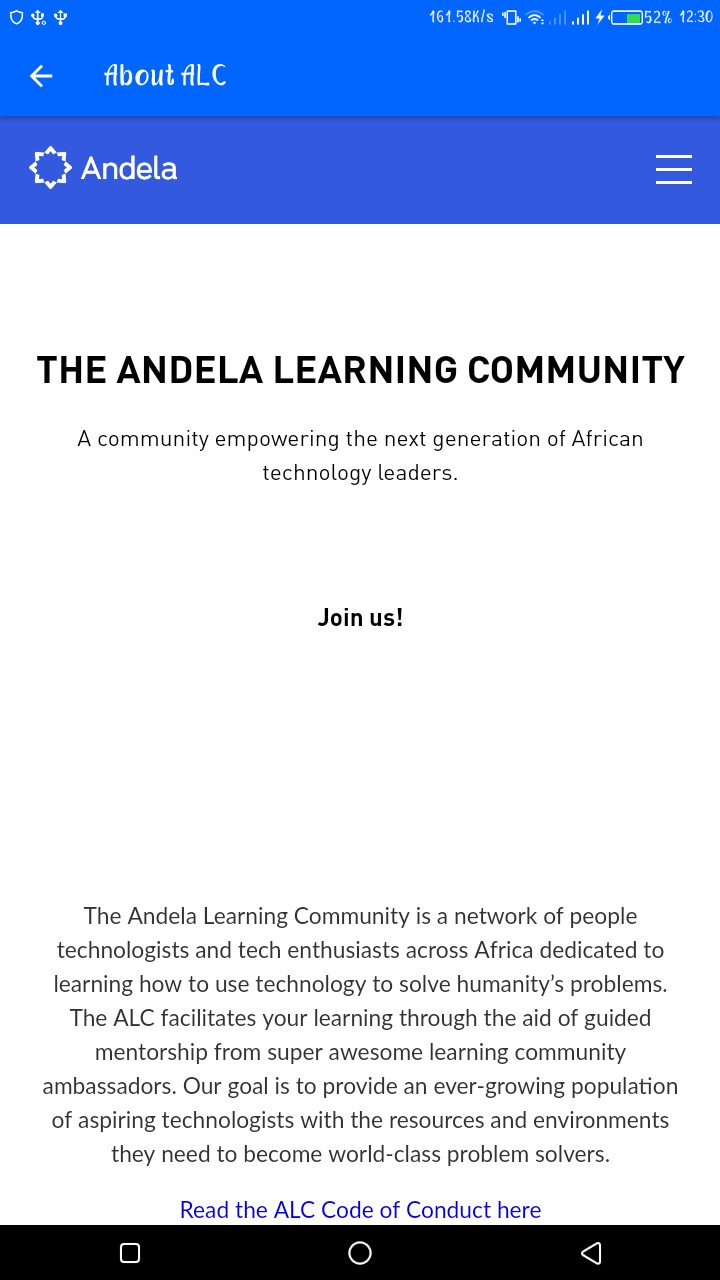 161.58K/s 52% 12:30
About ALC
Andela
THE ANDELA LEARNING COMMUNITY
A community empowering the next generation of African
technology leaders.
Join us!
The Andela Learning Community is a network of people
technologists and tech enthusiasts across Africa dedicated to
learning how to use technology to solve humanity’s problems.
The ALC facilitates your learning through the aid of guided
mentorship from super awesome learning community
ambassadors. Our goal is to provide an ever-growing population
of aspiring technologists with the resources and environments
they need to become world-class problem solvers.
Read the ALC Code of Conduct here